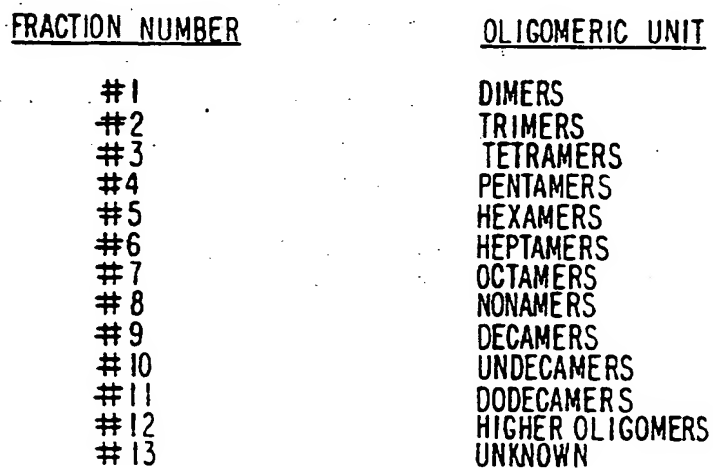 FRACTION NUMBER OLIGOMERIC UNIT
#1 DIMERS
#2 TRIMERS
#3 TETRAMERS
#4 PENTAMERS
#5 HEXAMERS
#6 HEPTAMERS
#7 OCTAMERS
#8 NONAMERS
#9 DECAMERS
#10 UNDECAMERS
#11 DODECAMERS
#12 HIGHER OLIGOMERS
#13 UNKNOWN